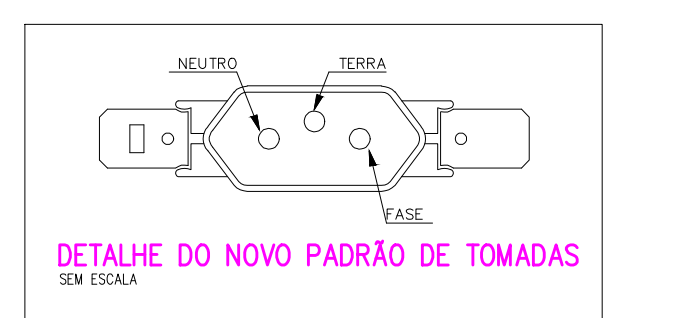 NEUTRO
TERRA
FASE
DETALHE DO NOVO PADRÃO DE TOMADAS
SEM ESCALA